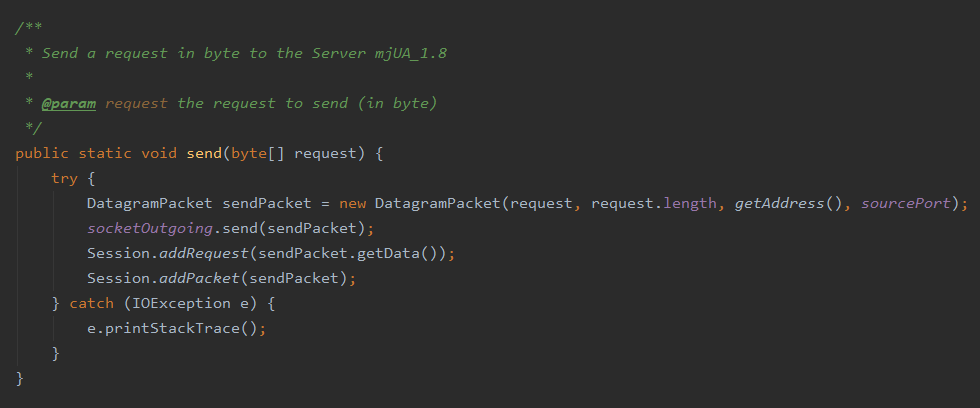 /**
 * Send a request in byte to the Server mjUA_1.8
 *
 * @param request the request to send (in byte)
 */
public static void send(byte[] request) {
    try {
        DatagramPacket sendPacket = new DatagramPacket(request, request.length, getAddress(), sourcePort);
        socketOutgoing.send(sendPacket);
        Session.addRequest(sendPacket.getData());
        Session.addPacket(sendPacket);
    } catch (IOException e) {
        e.printStackTrace();
    }
}